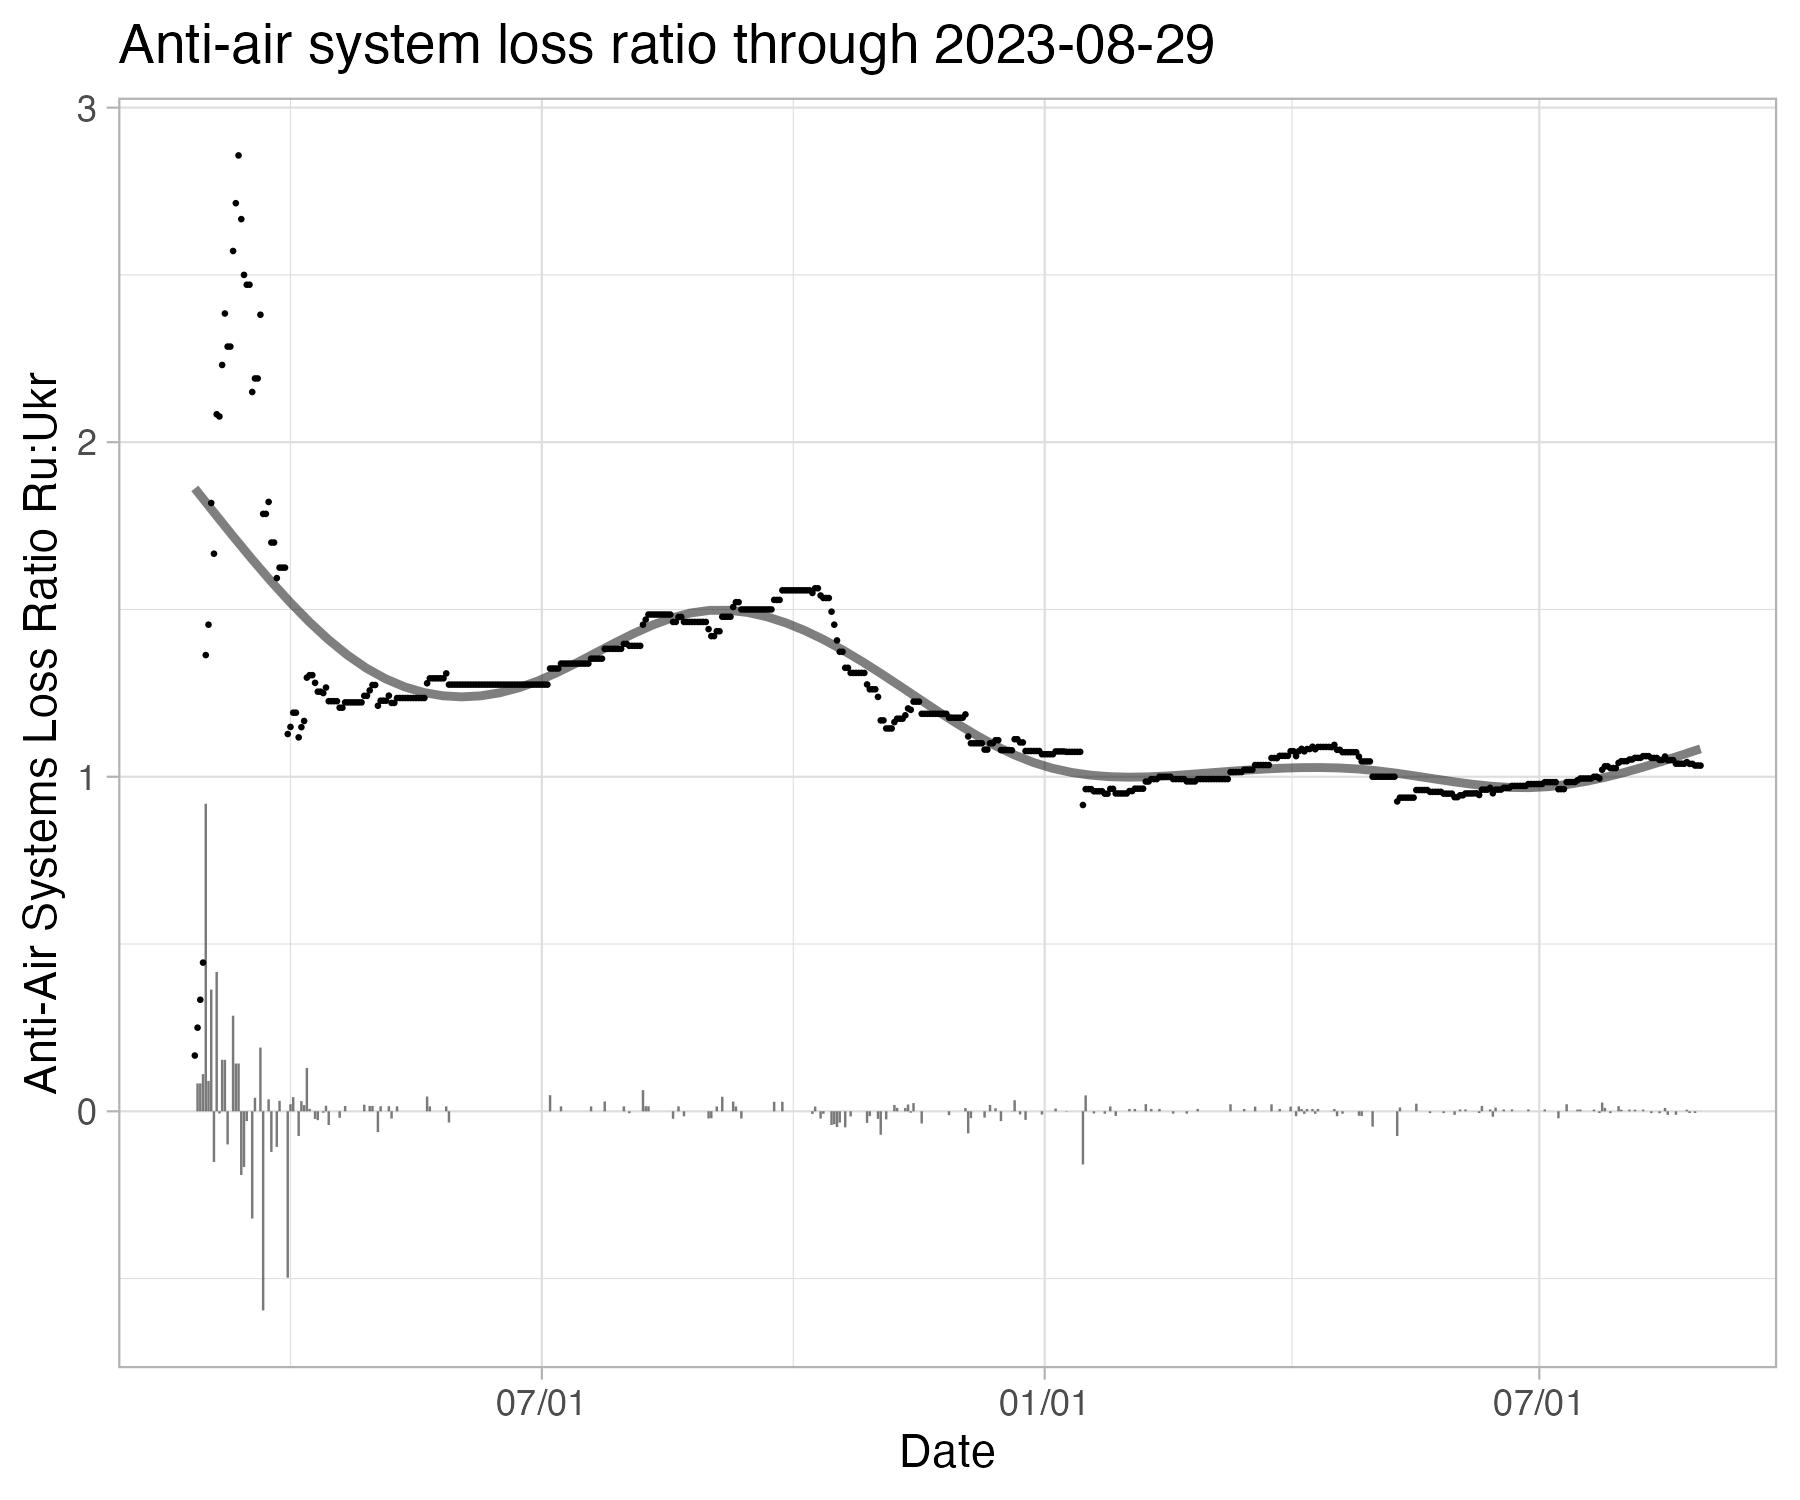 Anti-air system loss ratio through 2023-08-29
Anti-Air Systems Loss Ratio Ru:Ukr
3
2
1
0
07/01
01/01
07/01
Date